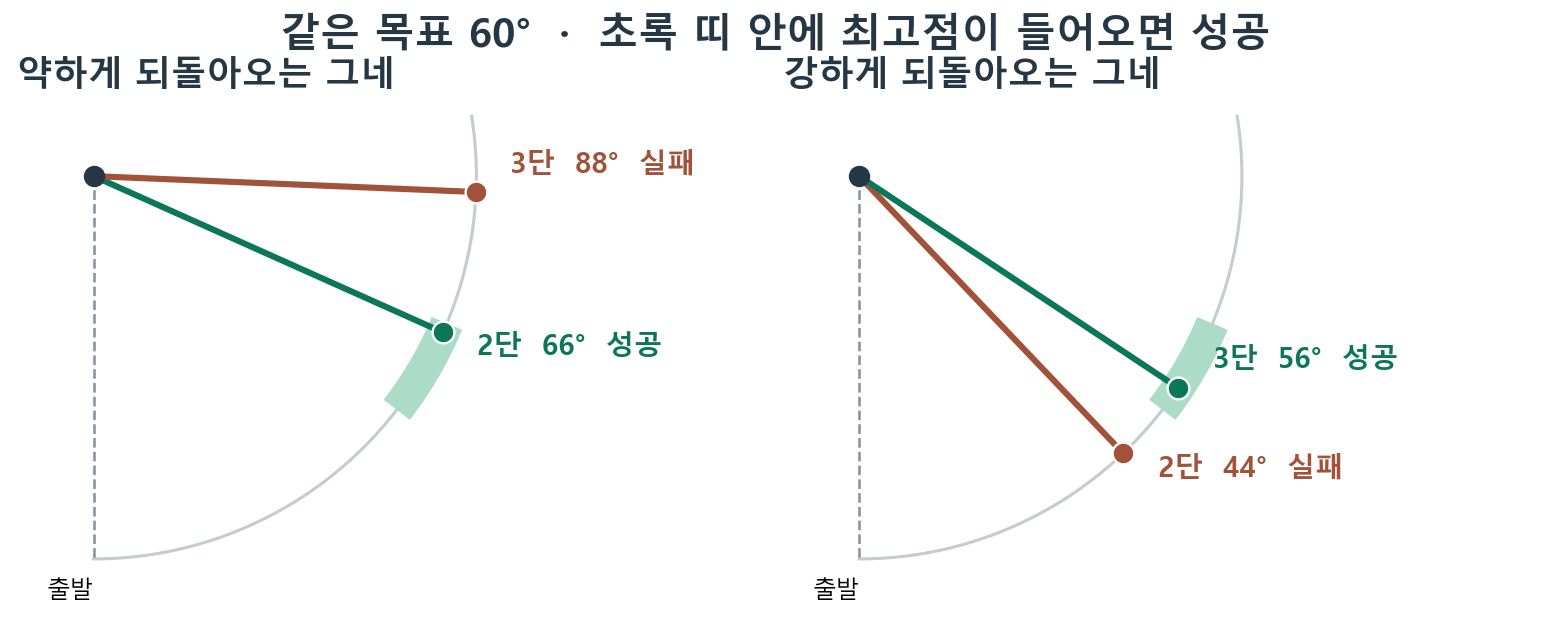 같은 목표 60° · 초록 띠 안에 최고점이 들어오면 성공
약하게 되돌아오는 그네
3단 88° 실패
2단 66° 성공
출발
강하게 되돌아오는 그네
3단 56° 성공
2단 44° 실패
출발